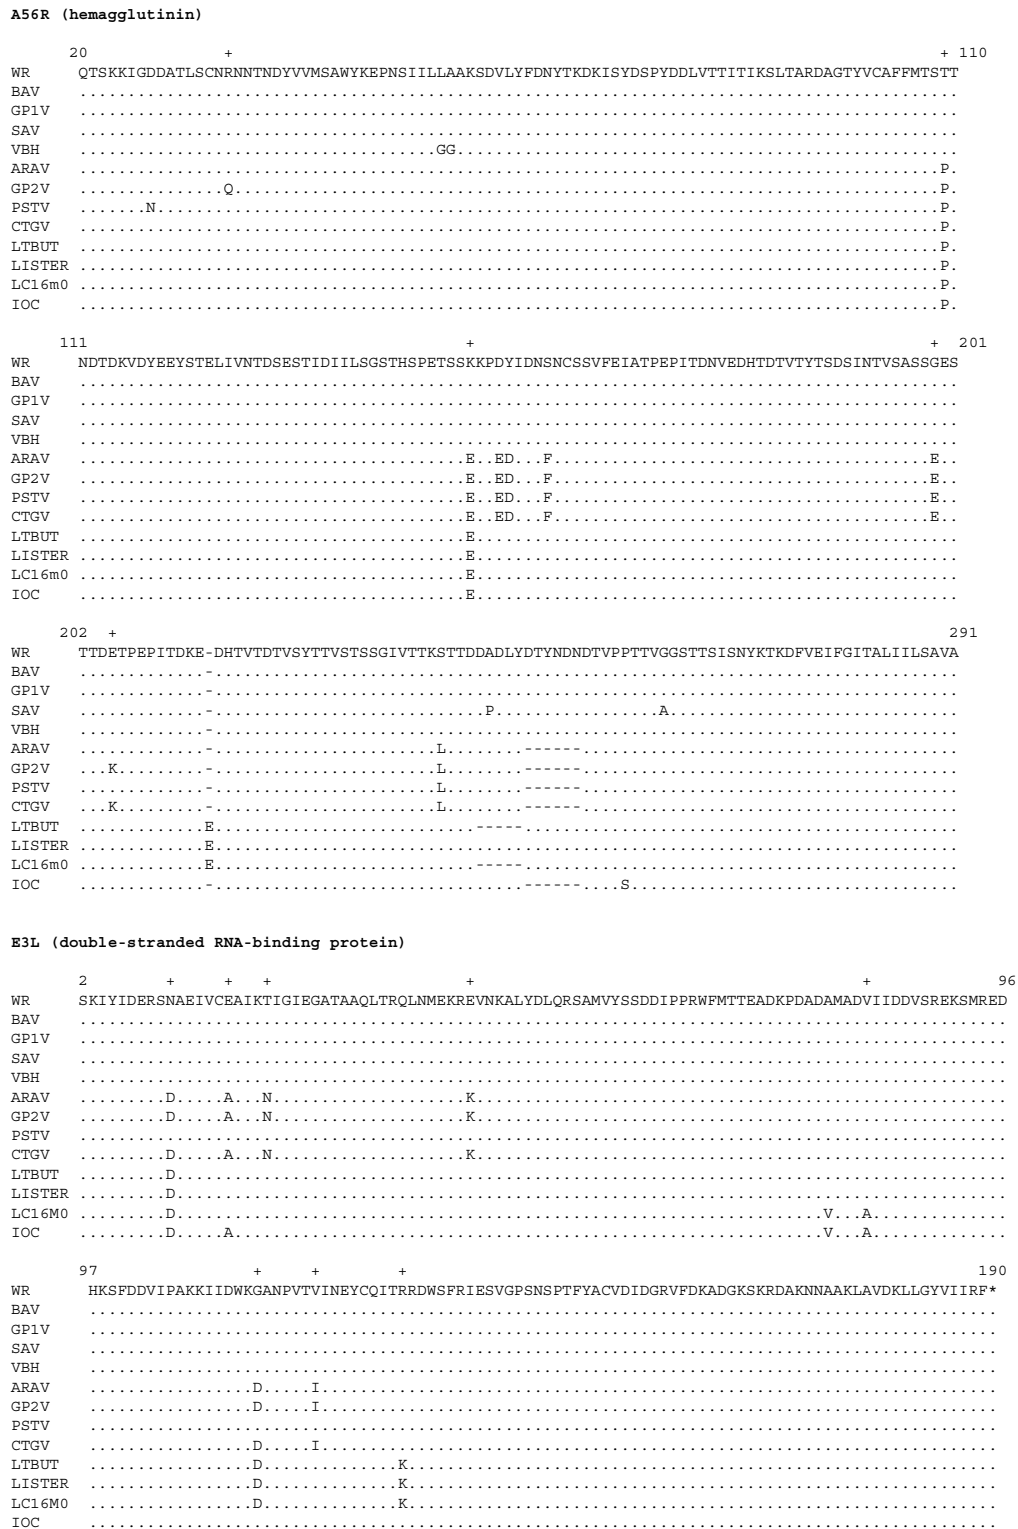 A56R (hemagglutinin)
20 + + 110
WR QTSKKIGDDATLSCNRNNTNDYVVMSAWYKEPNSIILLAAKSDVLYFDNYTKDKISYDSPYDDLVTTITIKSLTARDAGTYVCAFFMTSTT
BAV ...........................................................................................
GP1V ...........................................................................................
SAV ...........................................................................................
VBH .....................................GG....................................................
ARAV .........................................................................................P.
GP2V ...............Q.........................................................................P.
PSTV .......N.................................................................................P.
CTGV .........................................................................................P.
LTBUT .........................................................................................P.
LISTER .........................................................................................P.
LC16m0 .........................................................................................P.
IOC .........................................................................................P.
111 + + 201
WR NDTDKVDYEEYSTELIVNTDSESTIDIILSGSTHSPETSSKKPDYIDNSNCSSVFEIATPEPITDNVEDHTDTVTYTSDSINTVSASSGES
BAV ...........................................................................................
GP1V ...........................................................................................
SAV ...........................................................................................
VBH ...........................................................................................
ARAV ........................................E..ED...F.......................................E..
GP2V ........................................E..ED...F.......................................E..
PSTV ........................................E..ED...F.......................................E..
CTGV ........................................E..ED...F.......................................E..
LTBUT ........................................E..................................................
LISTER ........................................E..................................................
LC16m0 ........................................E..................................................
IOC ........................................E..................................................
202 + 291
WR TTDETPEPITDKE-DHTVTDTVSYTTVSTSSGIVTTKSTTDDADLYDTYNDNDTVPPTTVGGSTTSISNYKTKDFVEIFGITALIILSAVA
BAV .............-.............................................................................
GP1V .............-.............................................................................
SAV .............-............................P.................A..............................
VBH .............-.............................................................................
ARAV .............-.......................L........------.......................................
GP2V ...K.........-.......................L........------.......................................
PSTV .............-.......................L........------.......................................
CTGV ...K.........-.......................L........------.......................................
LTBUT .............E...........................-----.............................................
LISTER .............E.............................................................................
LC16m0 .............E...........................-----.............................................
IOC .............-................................------....S..................................
E3L (double-stranded RNA-binding protein)
2 + + + + + 96
WR SKIYIDERSNAEIVCEAIKTIGIEGATAAQLTRQLNMEKREVNKALYDLQRSAMVYSSDDIPPRWFMTTEADKPDADAMADVIIDDVSREKSMRED
BAV ................................................................................................
GP1V ................................................................................................
SAV ................................................................................................
VBH ................................................................................................
ARAV .........D.....A...N....................K.......................................................
GP2V .........D.....A...N....................K.......................................................
PSTV ................................................................................................
CTGV .........D.....A...N....................K.......................................................
LTBUT .........D......................................................................................
LISTER .........D......................................................................................
LC16M0 .........D...................................................................V...A..............
IOC .........D.....A.............................................................V...A..............
97 + + + 190
WR HKSFDDVIPAKKIIDWKGANPVTVINEYCQITRRDWSFRIESVGPSNSPTFYACVDIDGRVFDKADGKSKRDAKNNAAKLAVDKLLGYVIIRF*
BAV ..............................................................................................
GP1V ..............................................................................................
SAV ..............................................................................................
VBH ..............................................................................................
ARAV .................D.....I......................................................................
GP2V .................D.....I......................................................................
PSTV ..............................................................................................
CTGV .................D.....I......................................................................
LTBUT .................D..............K.............................................................
LISTER .................D..............K.............................................................
LC16M0 .................D..............K.............................................................
IOC ..............................................................................................